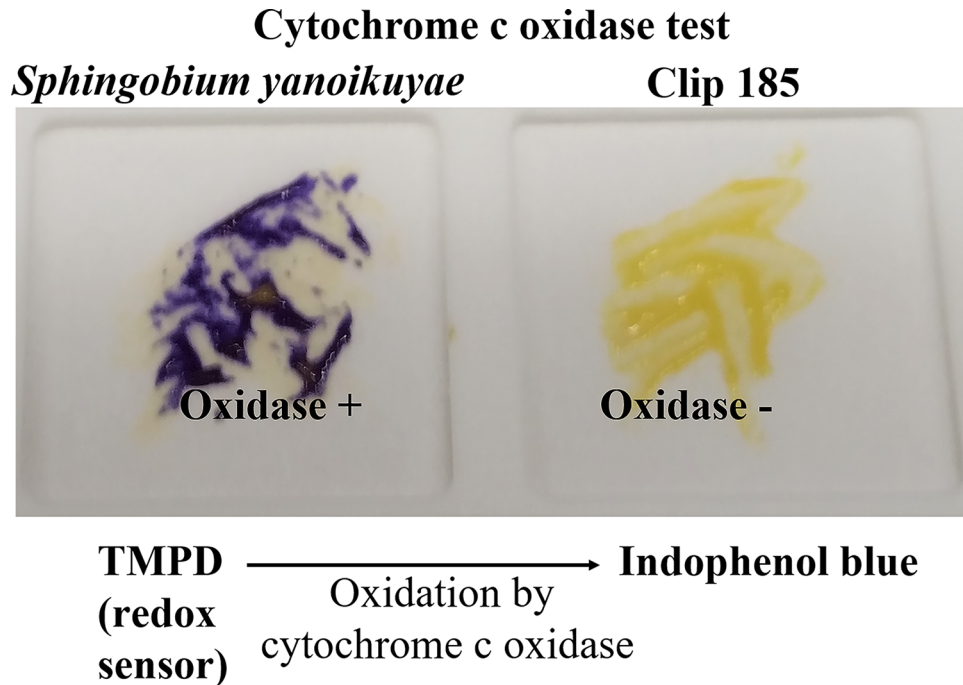 Cytochrome c oxidase test
Sphingobium yanoikuyae
Clip 185
Oxidase +
Oxidase -
TMPD
(redox
sensor)
Oxidation by
cytochrome c oxidase
Indophenol blue